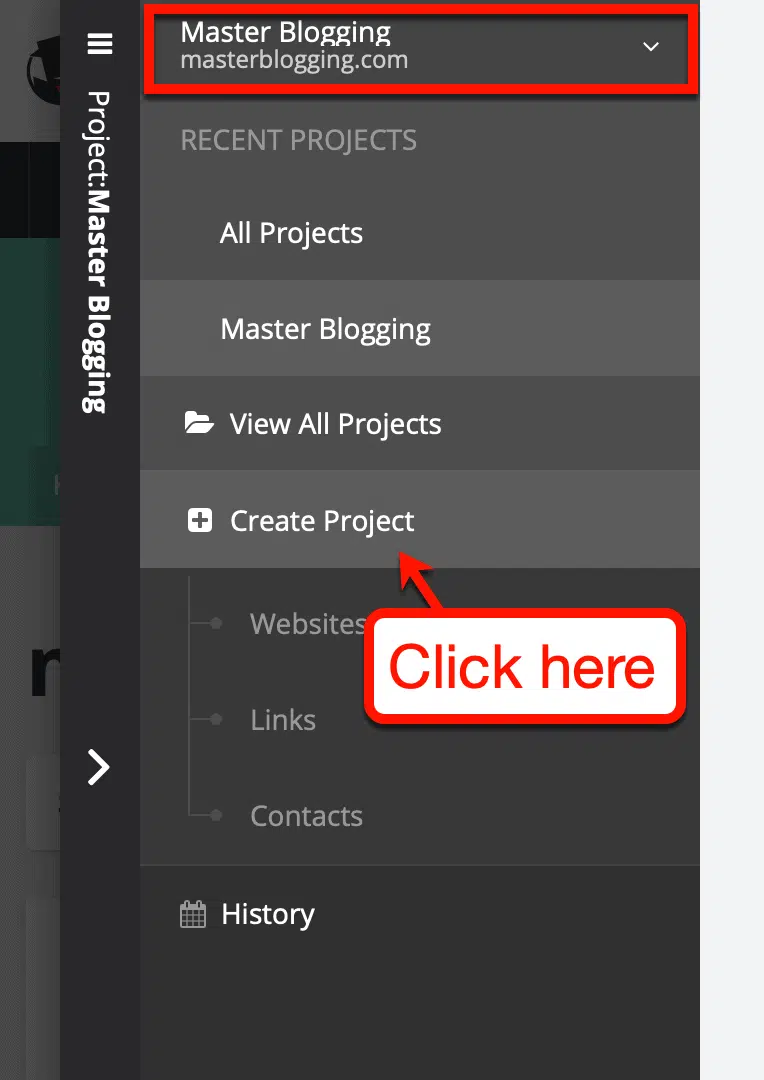 Master Blogging
masterblogging.com
Project:Master Blogging
RECENT PROJECTS
All Projects
Master Blogging
View All Projects
Create Project
Websites
Click here
Links
Contacts
History